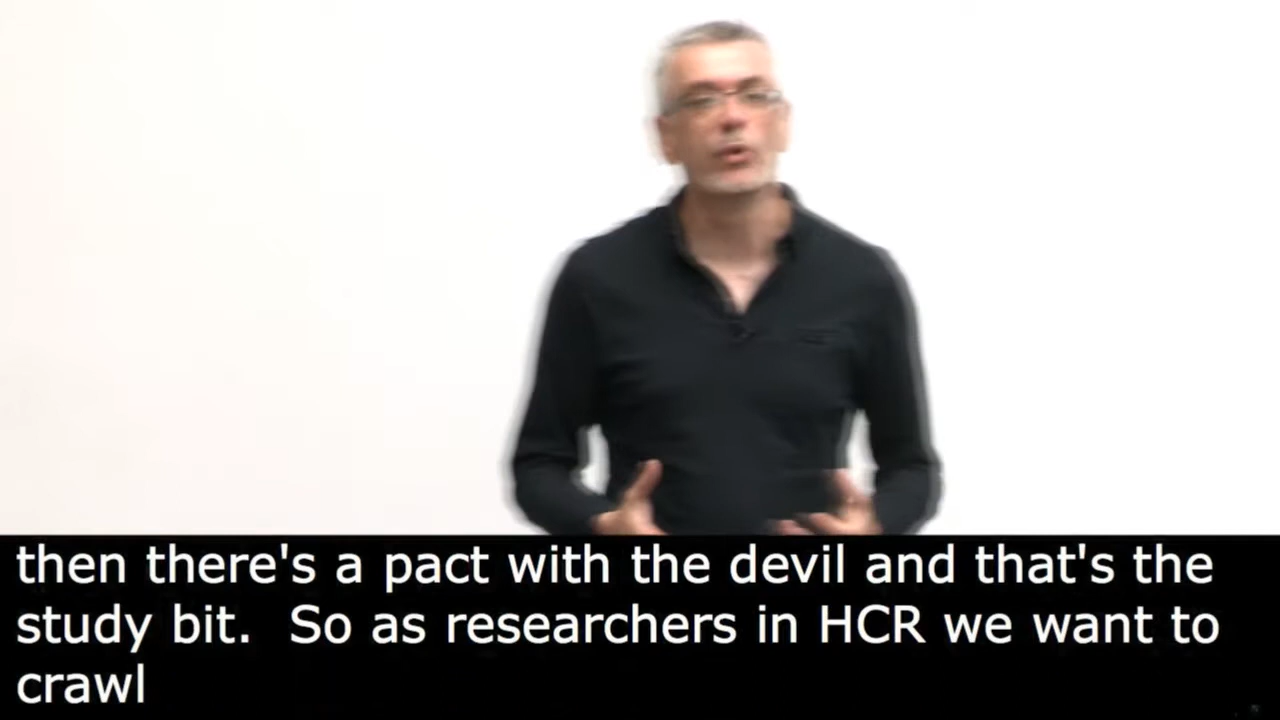 then there's a pact with the devil and that's the
study bit.  So as researchers in HCR we want to
crawl